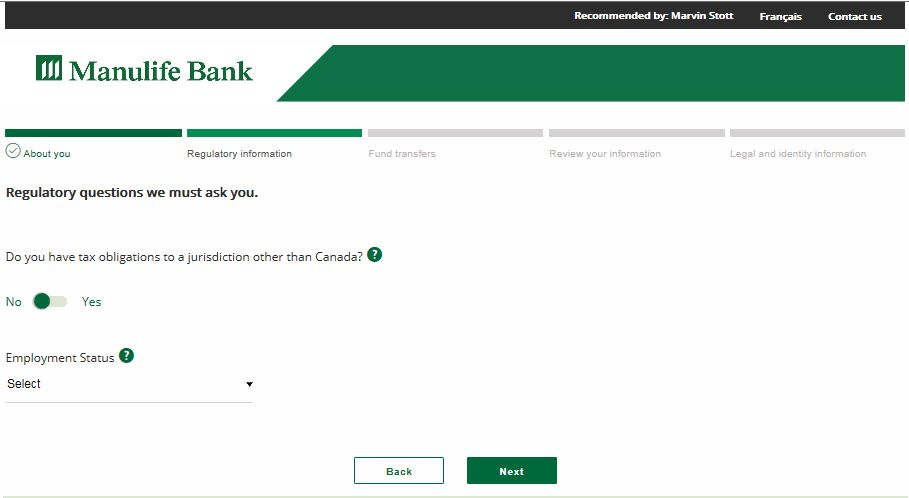 Recommended by: Marvin Stott Français Contact us
Manulife Bank
About you Regulatory information Fund transfers Review your information Legal and identity information
Regulatory questions we must ask you.
Do you have tax obligations to a jurisdiction other than Canada? ?
No Yes
Employment Status ?
Select
Back Next